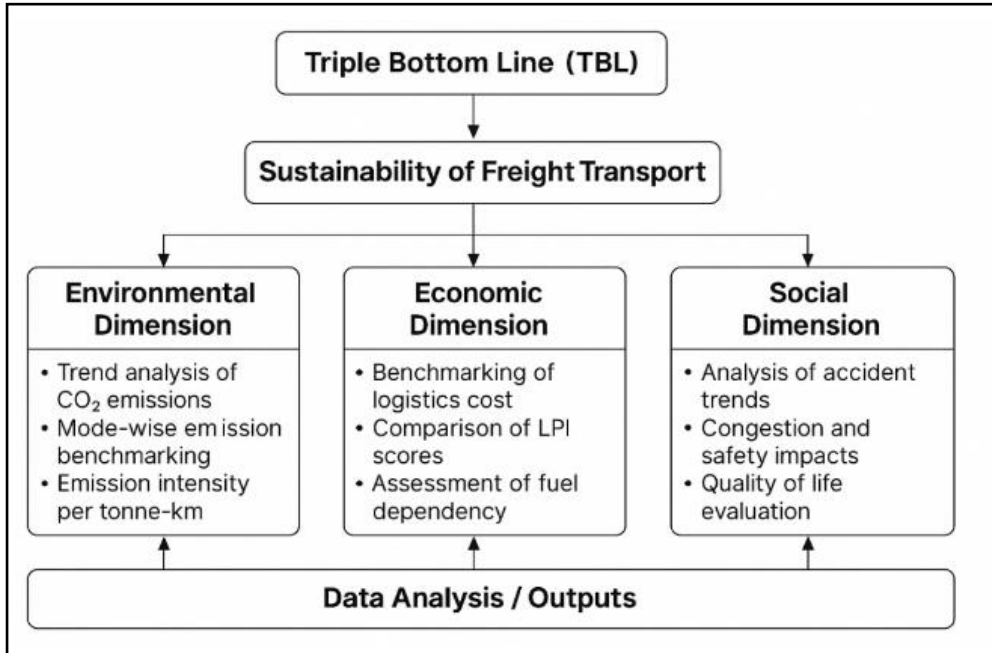 Triple Bottom Line (TBL)
Sustainability of Freight Transport
Environmental
Dimension
• Trend analysis of
CO₂ emissions
• Mode-wise emission
benchmarking
• Emission intensity
per tonne-km
Economic
Dimension
• Benchmarking of
logistics cost
• Comparison of LPI
scores
• Assessment of fuel
dependency
Social
Dimension
• Analysis of accident
trends
• Congestion and
safety impacts
• Quality of life
evaluation
Data Analysis / Outputs